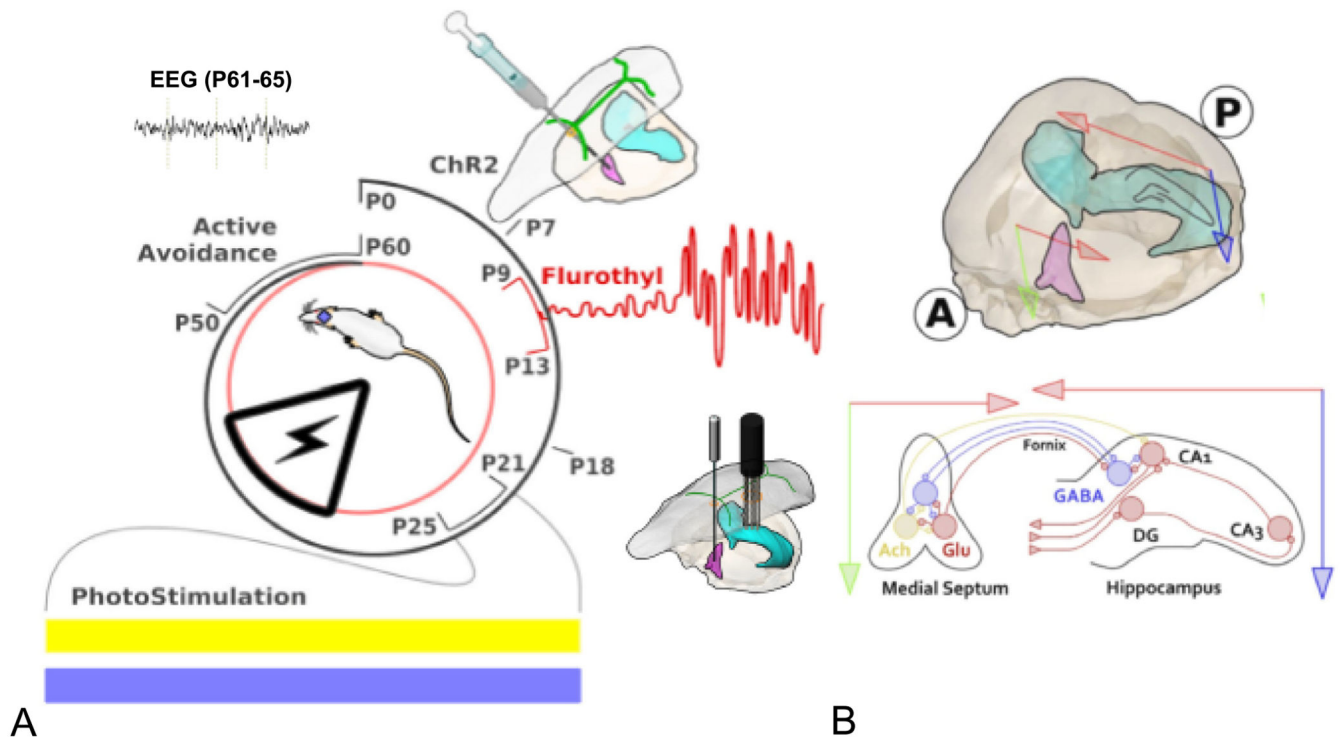 EEG (P61-65)
ChR2
P0
P7
Active
Avoidance
P60
P9
Flurothyl
P50
P13
P21
P18
P25
PhotoStimulation
A
P
A
Fornix
CA1
GABA
DG
CA3
Ach
Glu
Medial Septum
Hippocampus
B